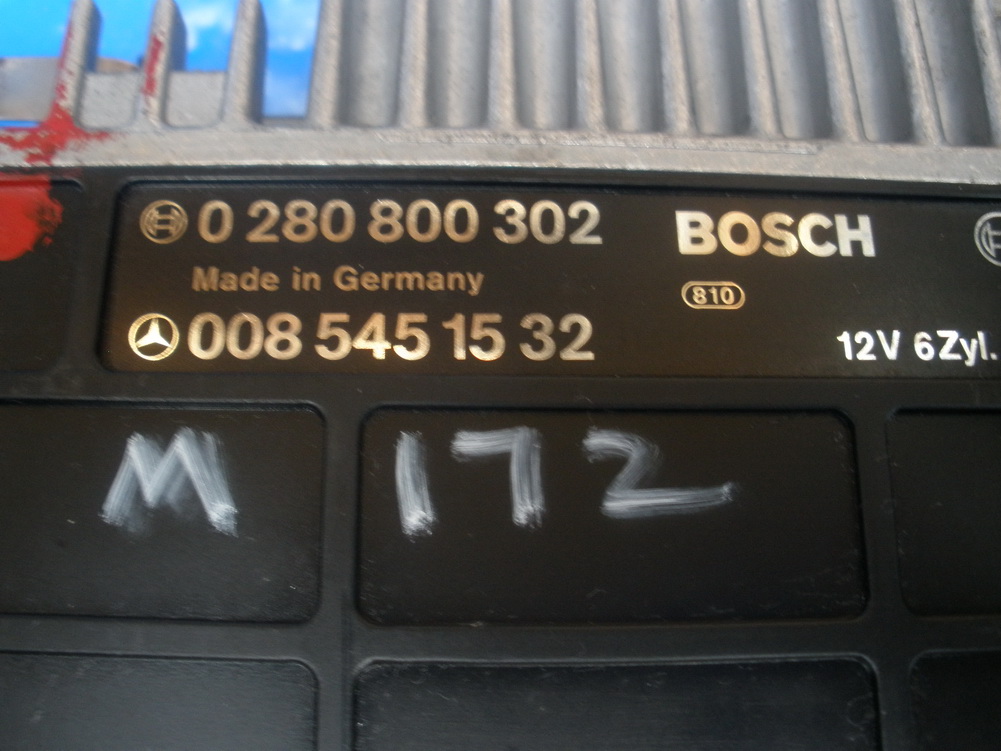 0 280 800 302
BOSCH
Made in Germany
810
008 545 15 32
12V 6Zyl.
M 172